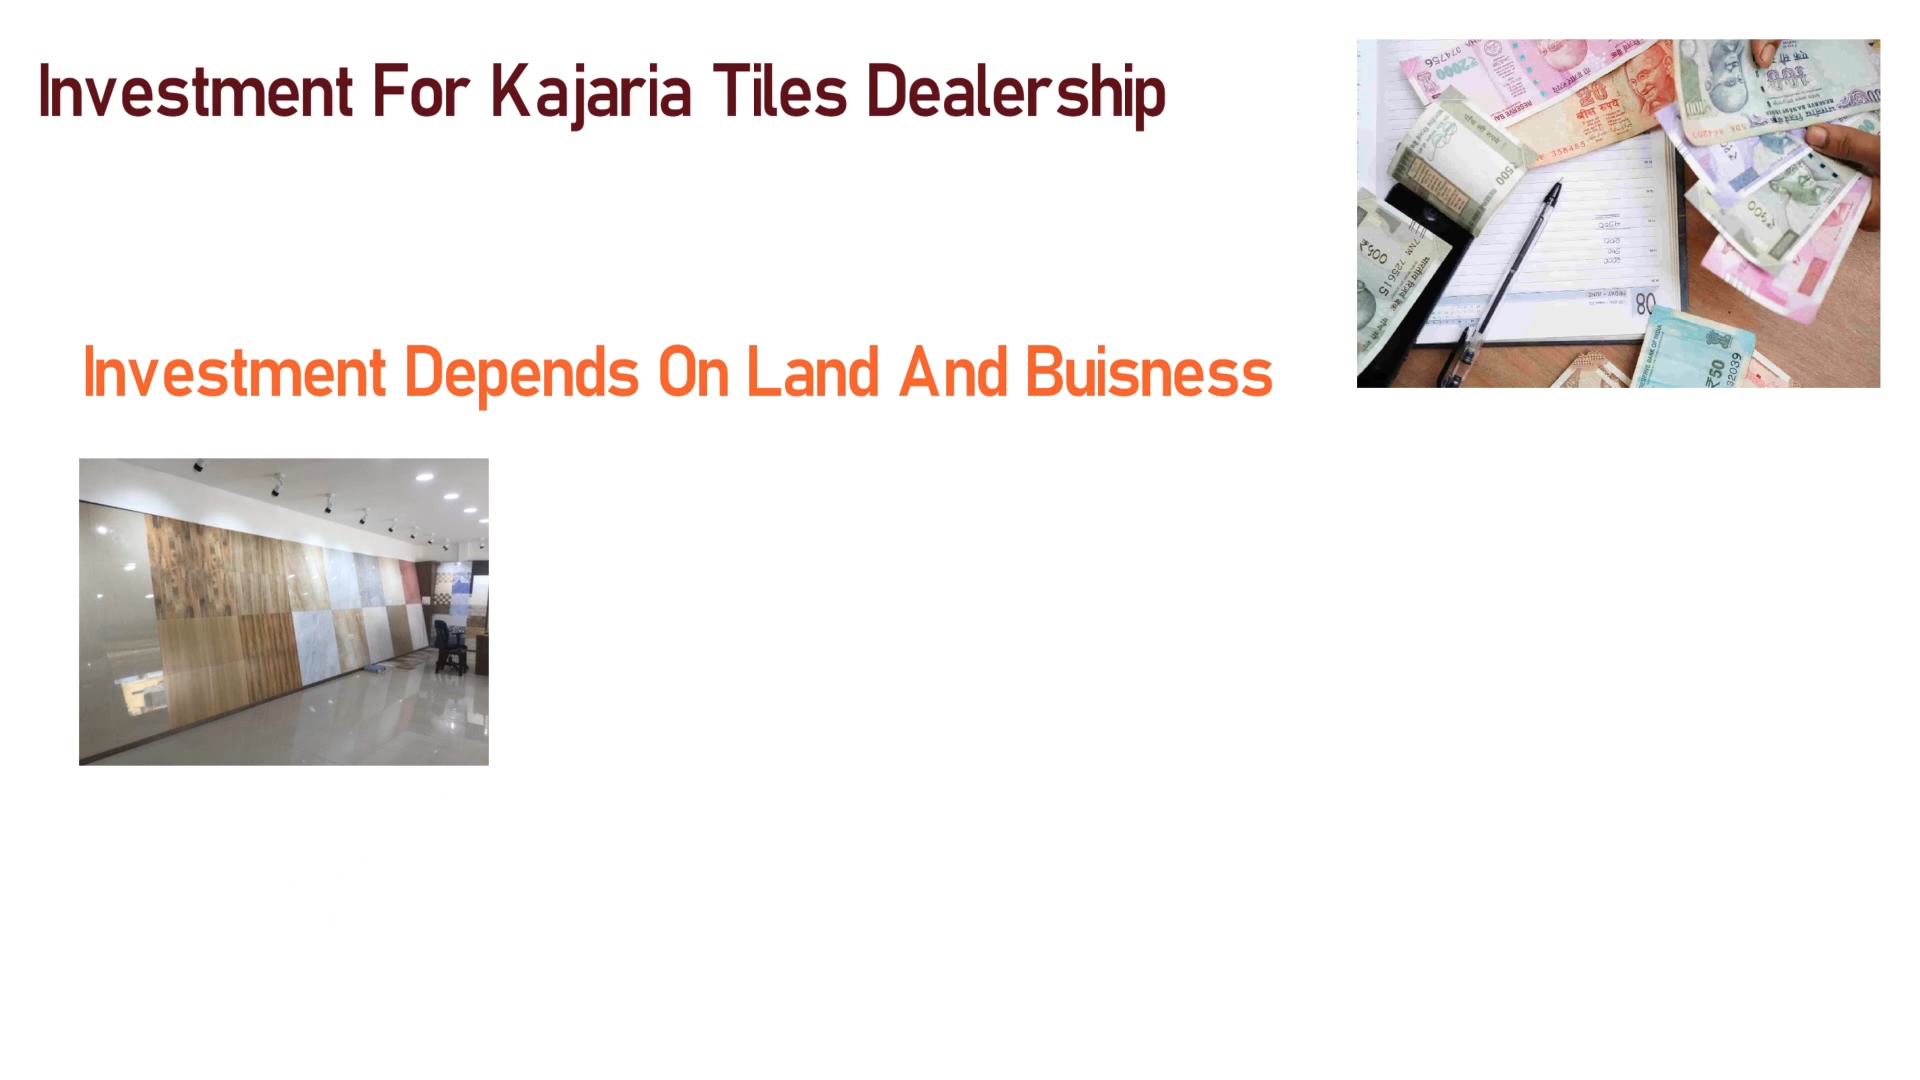 Investment For Kajaria Tiles Dealership
Investment Depends On Land And Buisness